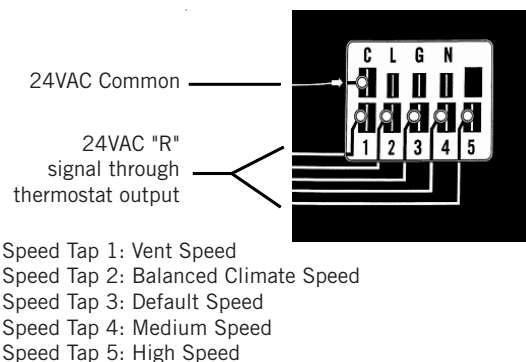 C L G N
24VAC Common
1 2 3 4 5
24VAC "R"
signal through
thermostat output
Speed Tap 1: Vent Speed
Speed Tap 2: Balanced Climate Speed
Speed Tap 3: Default Speed
Speed Tap 4: Medium Speed
Speed Tap 5: High Speed